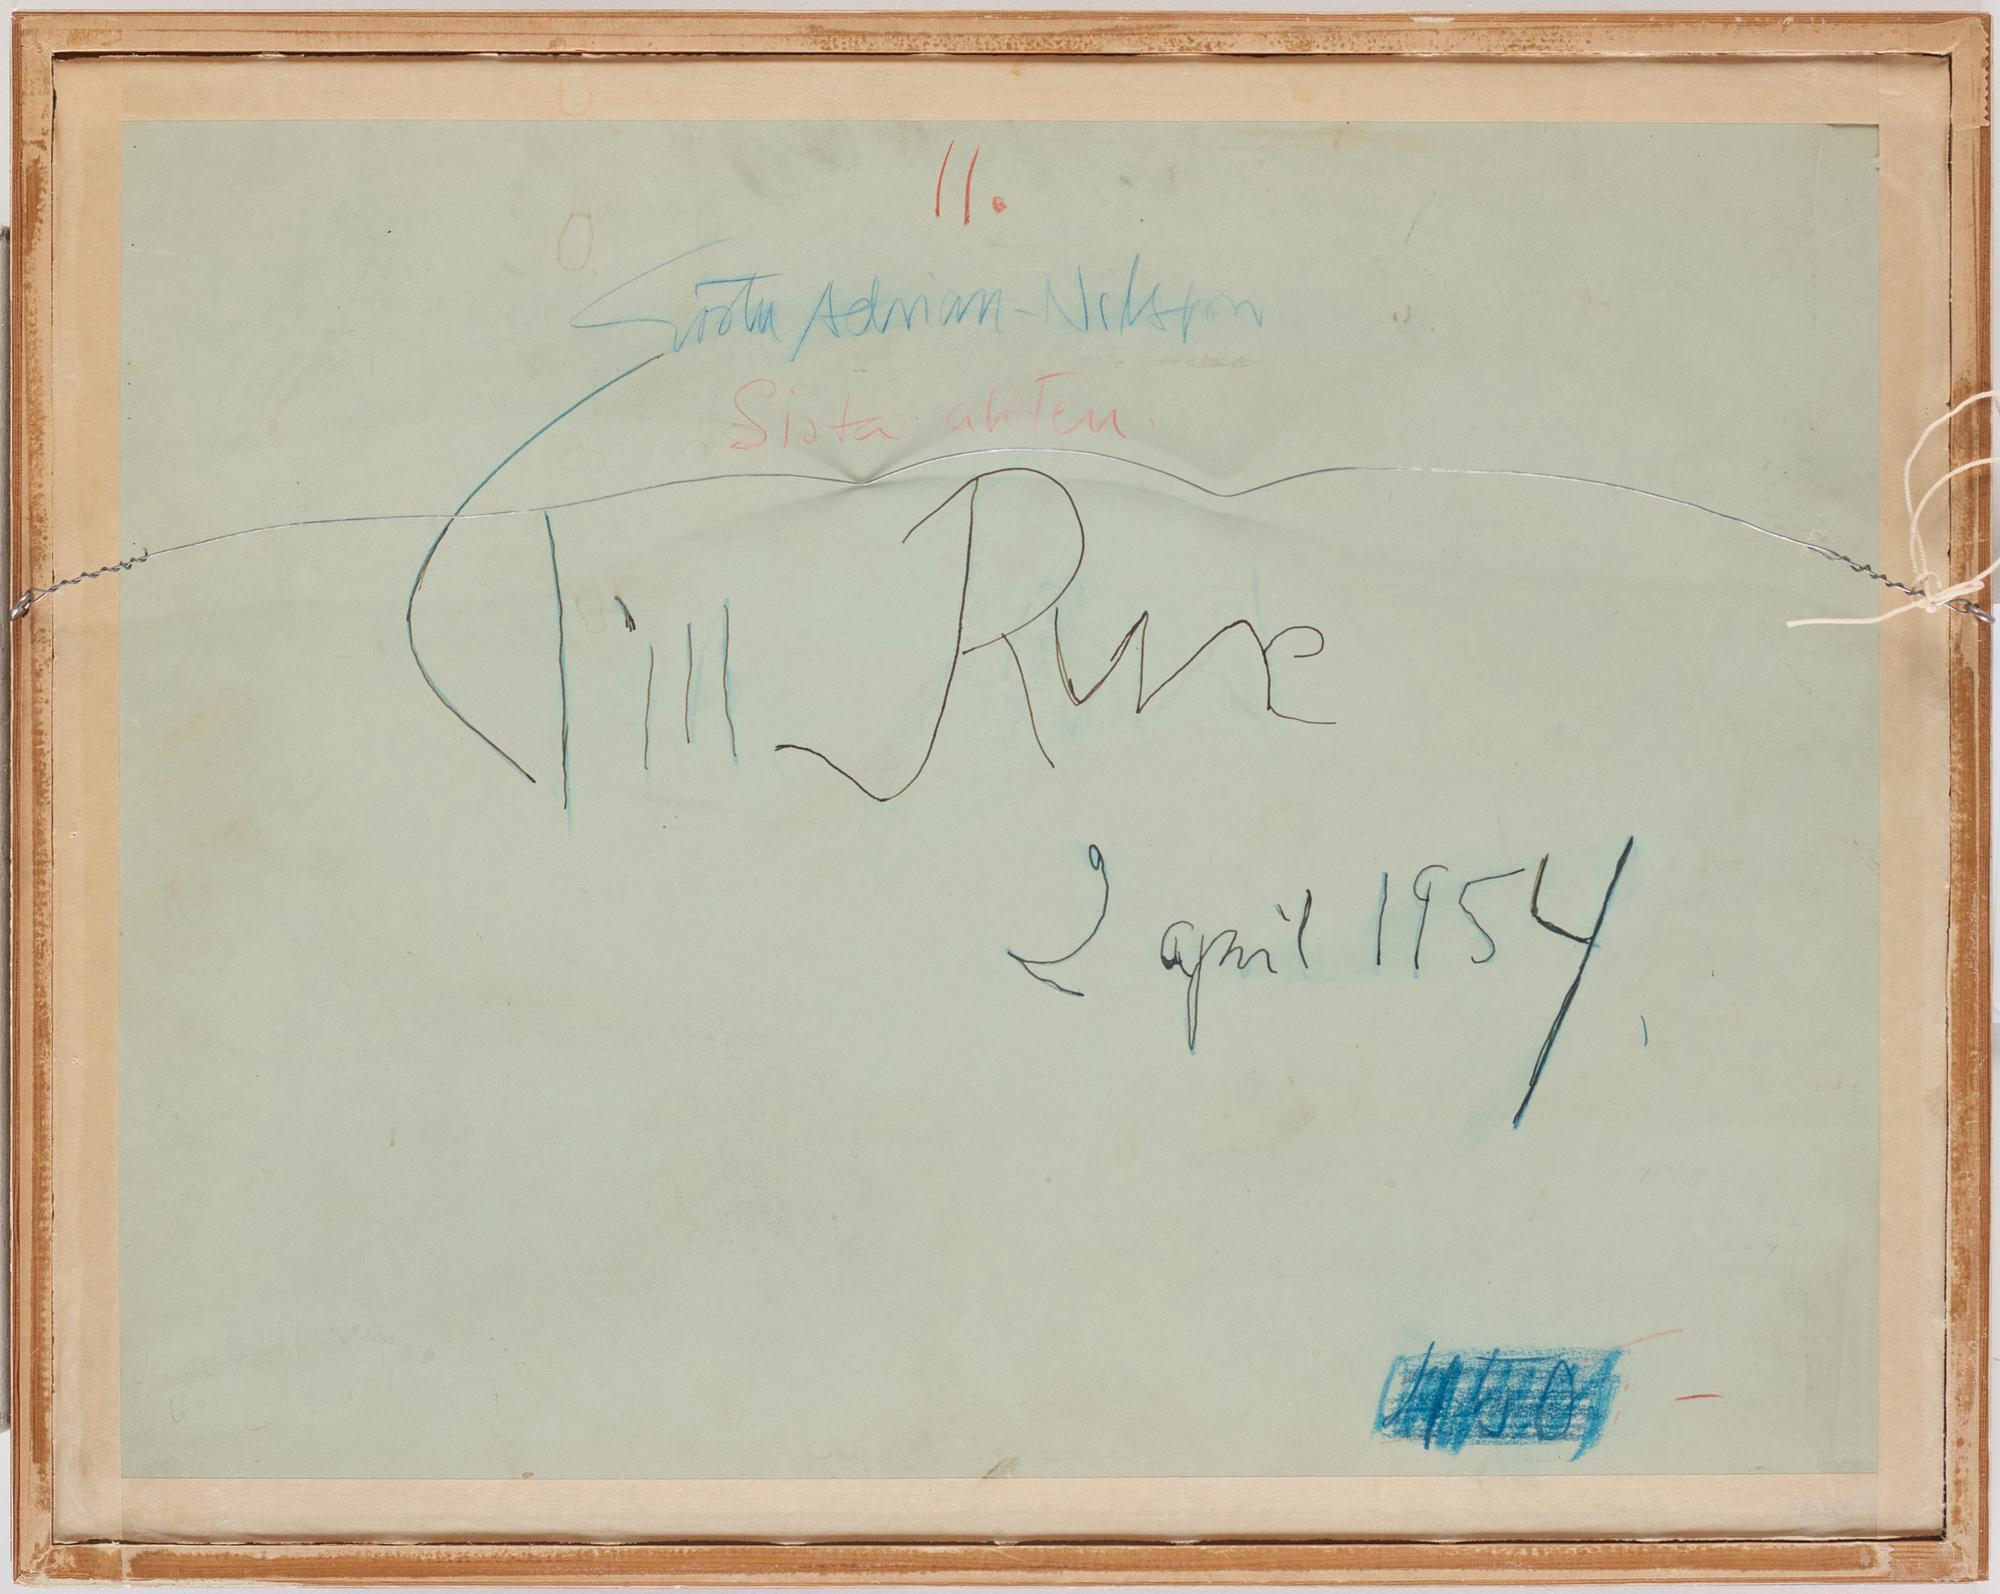 11.
Gösta Adrian-Nilsson
Sista akten.
Till Rune
2 april 1954.